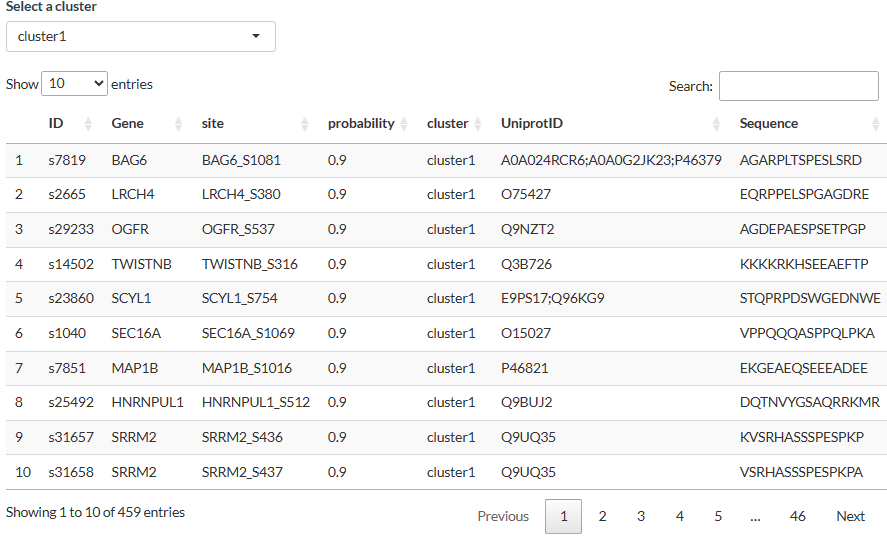 Select a cluster
cluster1
Show 10 entries Search:
ID Gene site probability cluster UniprotID Sequence
1 s7819 BAG6 BAG6_S1081 0.9 cluster1 A0A024RCR6;A0A0G2JK23;P46379 AGARPLTSPESLSRD
2 s2665 LRCH4 LRCH4_S380 0.9 cluster1 O75427 EQRPPELSPGAGDRE
3 s29233 OGFR OGFR_S537 0.9 cluster1 Q9NZT2 AGDEPAESPSETPGP
4 s14502 TWISTNB TWISTNB_S316 0.9 cluster1 Q3B726 KKKKRKHSEEAEFTP
5 s23860 SCYL1 SCYL1_S754 0.9 cluster1 E9PS17;Q96KG9 STQPRPDSWGEDNWE
6 s1040 SEC16A SEC16A_S1069 0.9 cluster1 O15027 VPPQQQASPPQLPKA
7 s7851 MAP1B MAP1B_S1016 0.9 cluster1 P46821 EKGEAEQSEEEADEE
8 s25492 HNRNPUL1 HNRNPUL1_S512 0.9 cluster1 Q9BUJ2 DQTNVYGSAQRRKMR
9 s31657 SRRM2 SRRM2_S436 0.9 cluster1 Q9UQ35 KVSRHASSSPESPKP
10 s31658 SRRM2 SRRM2_S437 0.9 cluster1 Q9UQ35 VSRHASSSPESPKPA
Showing 1 to 10 of 459 entries Previous 1 2 3 4 5 … 46 Next